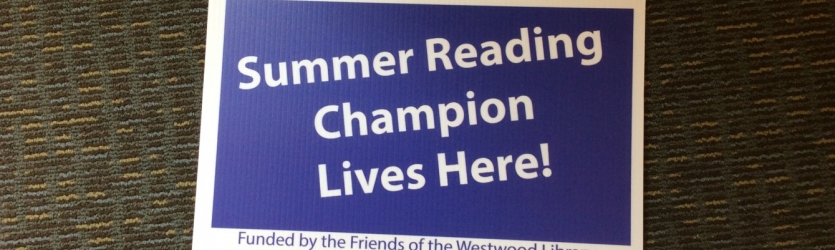 Summer Reading
Champion
Lives Here!
Funded by the Friends of the Westwood